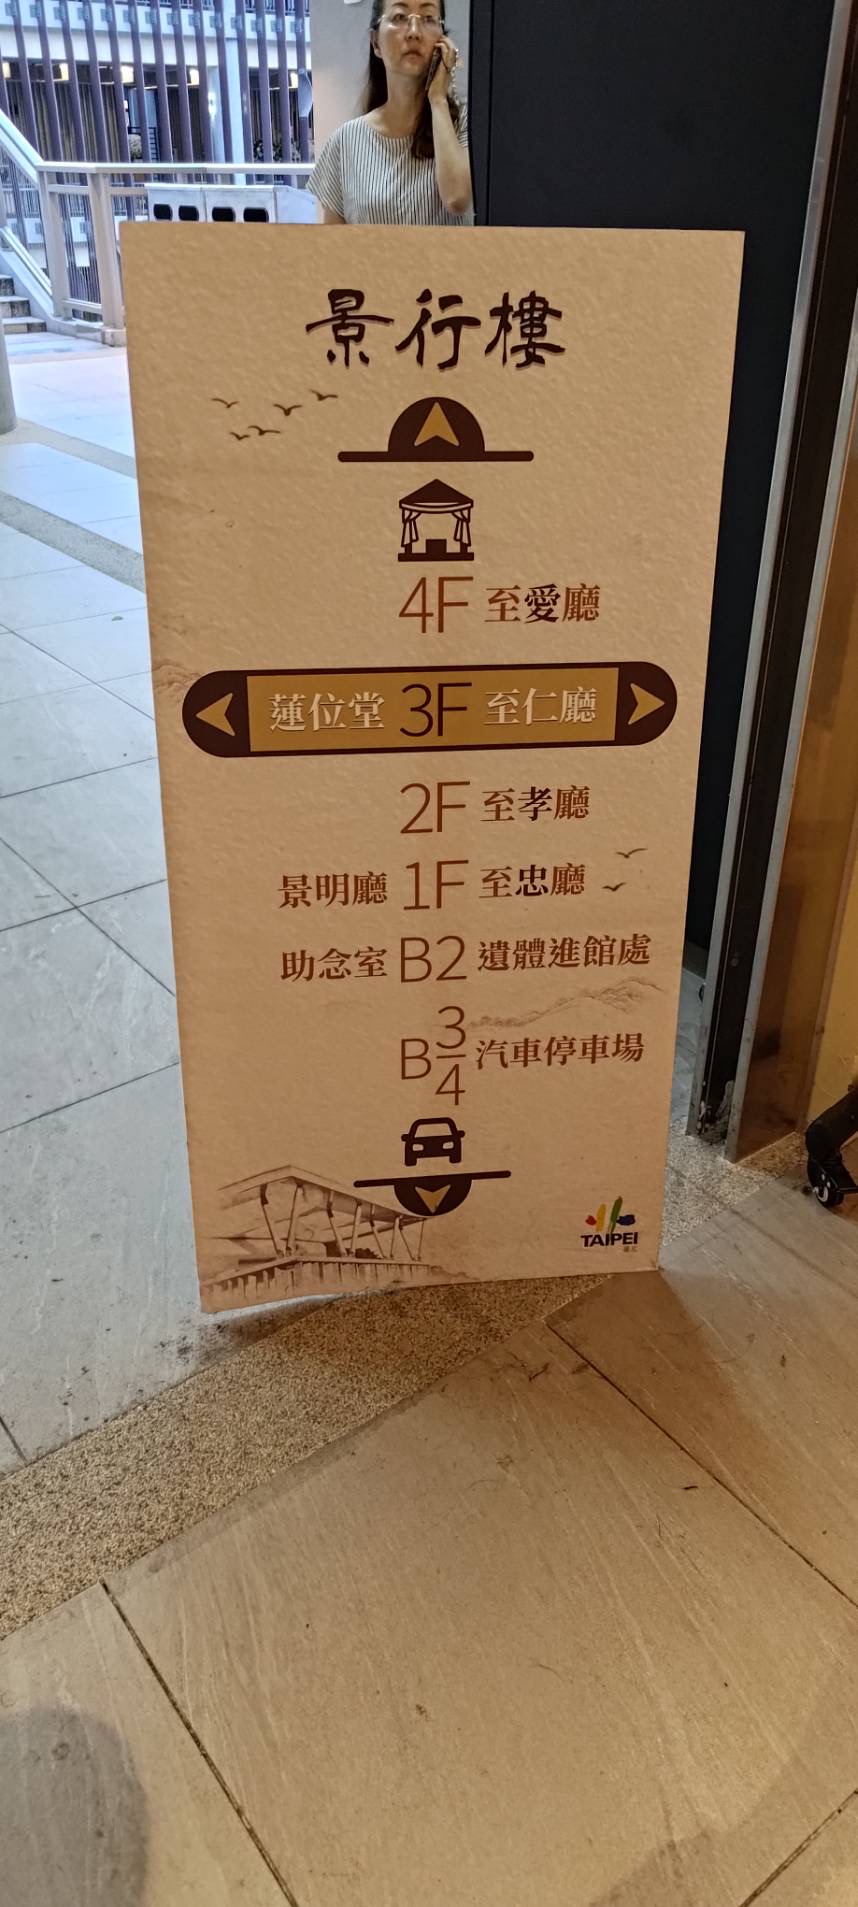 景行樓
4F 至愛廳
蓮位堂 3F 至仁廳
2F 至孝廳
景明廳 1F 至忠廳
助念室 B2 遺體進館處
B3/4 汽車停車場
TAIPEI
臺北